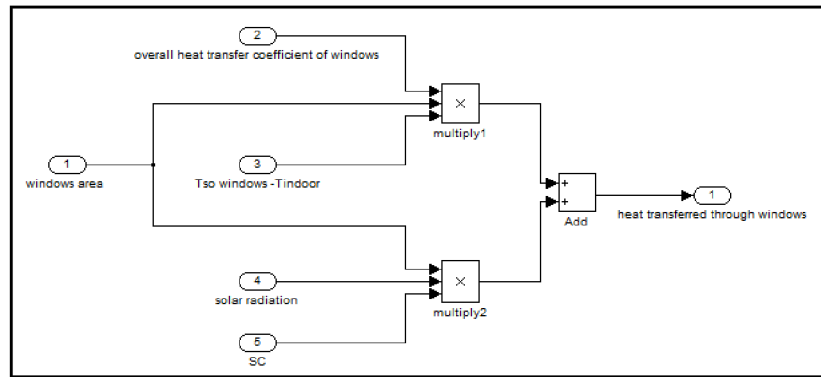 2
overall heat transfer coefficient of windows
×
multiply1
1
windows area
3
Tso windows -Tindoor
+
+
Add
1
heat transferred through windows
4
solar radiation
×
multiply2
5
SC